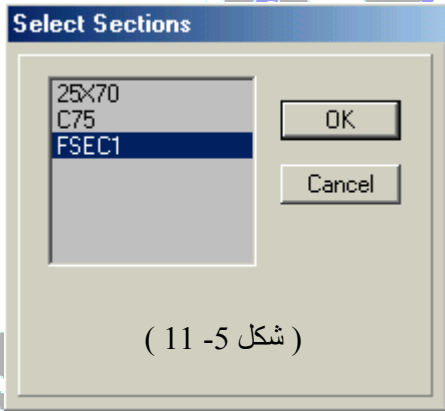 Select Sections
25X70
OK
C75
FSEC1
Cancel
( شكل 5- 11 )